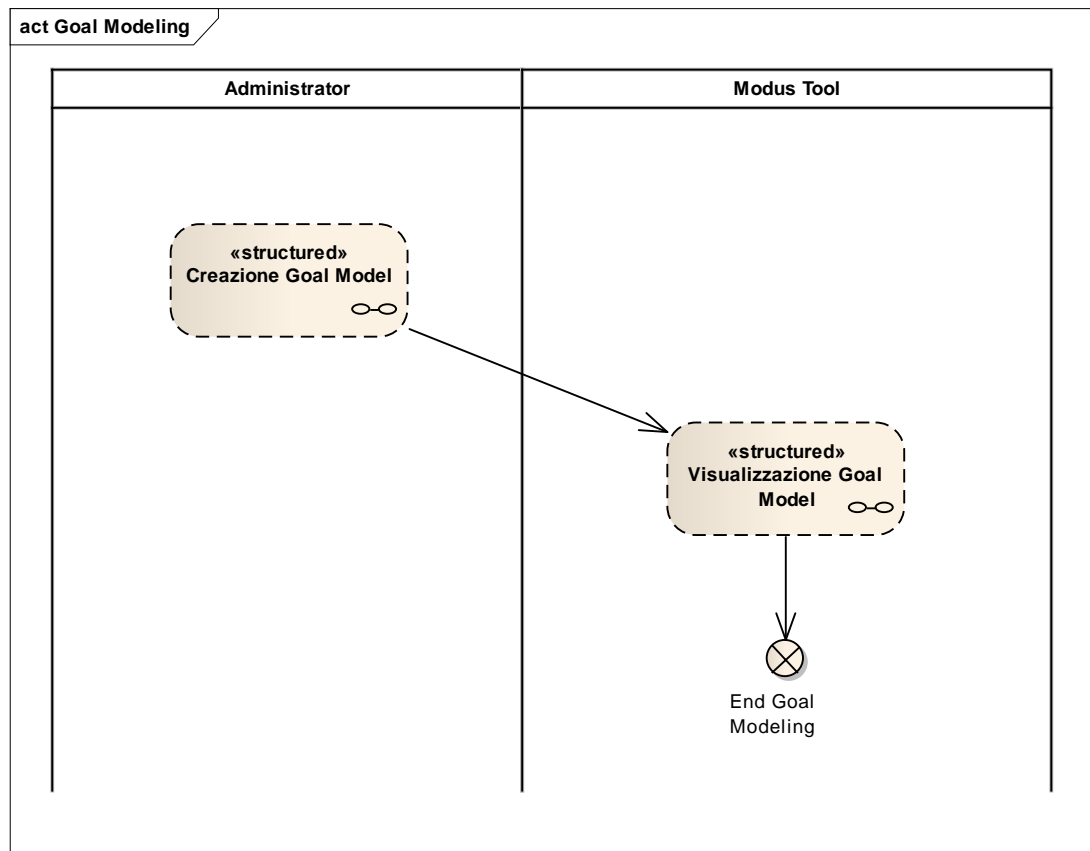 act Goal Modeling
Administrator
Modus Tool
«structured»
Creazione Goal Model
«structured»
Visualizzazione Goal
Model
End Goal
Modeling